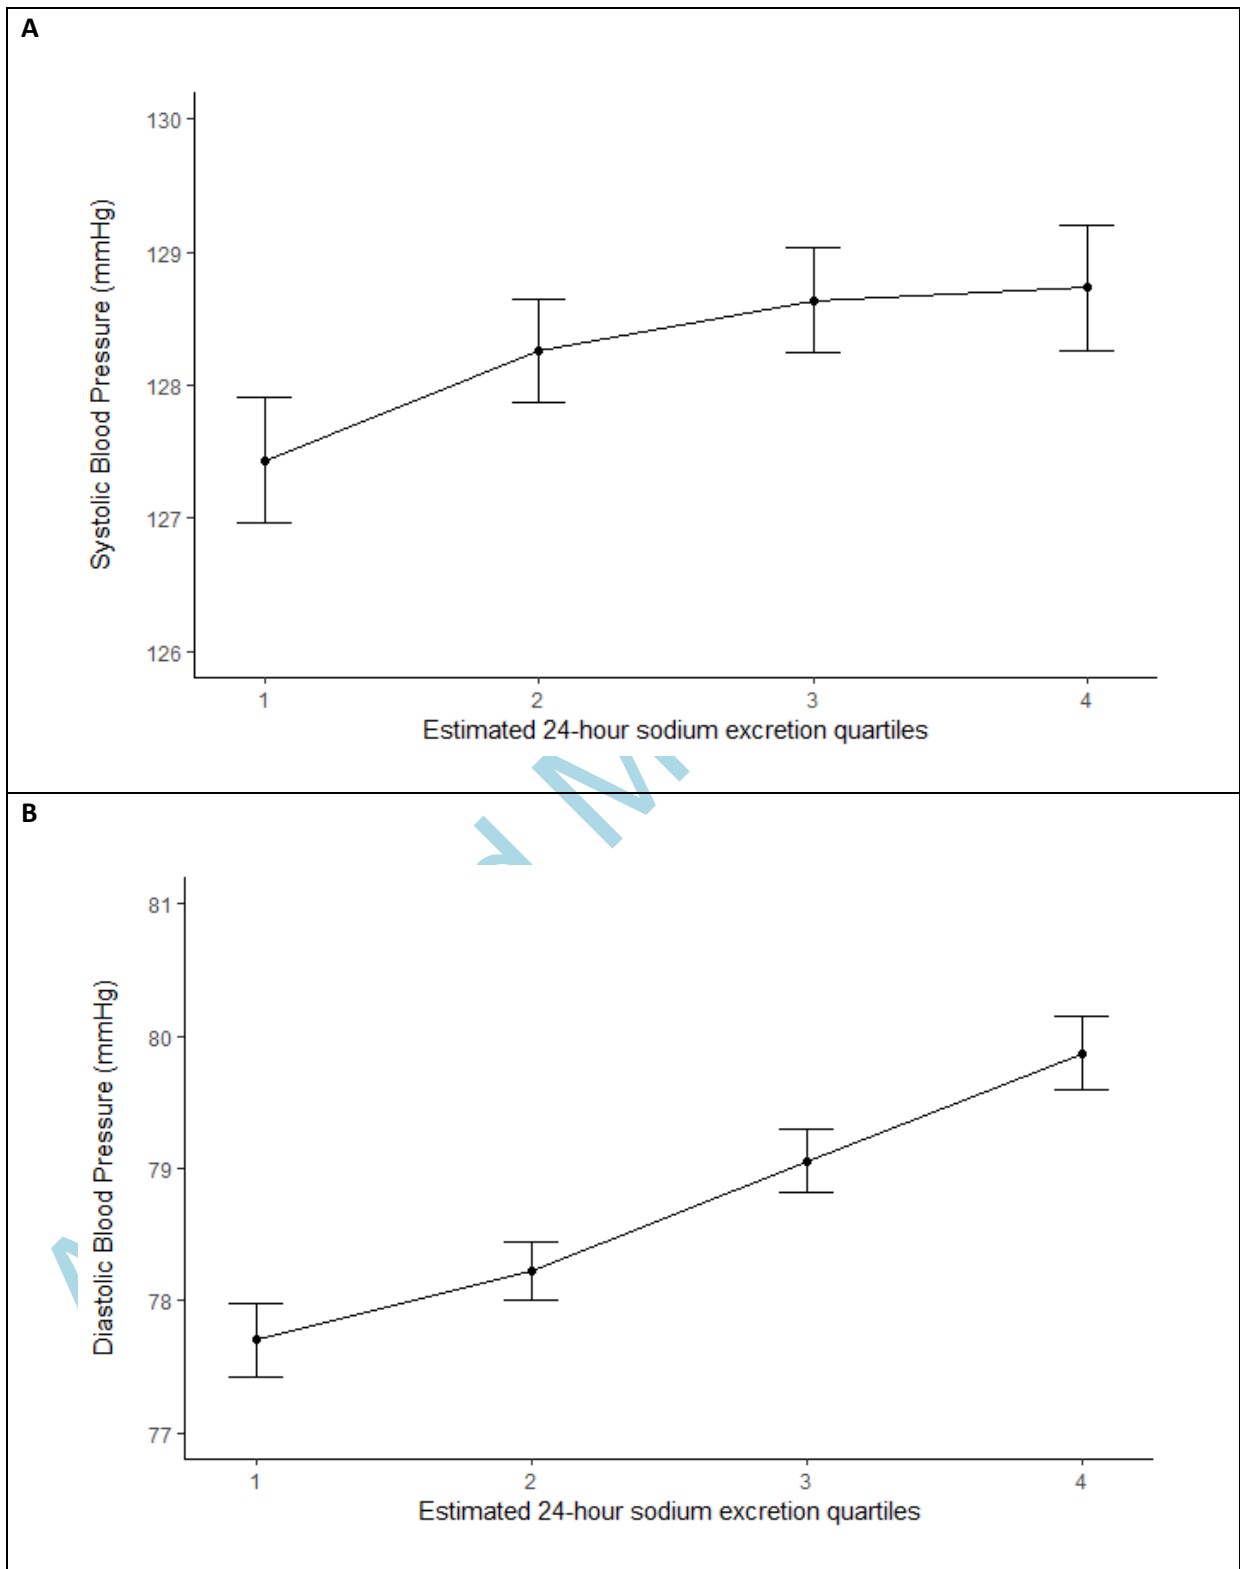 A
130
129
128
127
126
Systolic Blood Pressure (mmHg)
1 2 3 4
Estimated 24-hour sodium excretion quartiles
B
81
80
79
78
77
Diastolic Blood Pressure (mmHg)
1 2 3 4
Estimated 24-hour sodium excretion quartiles